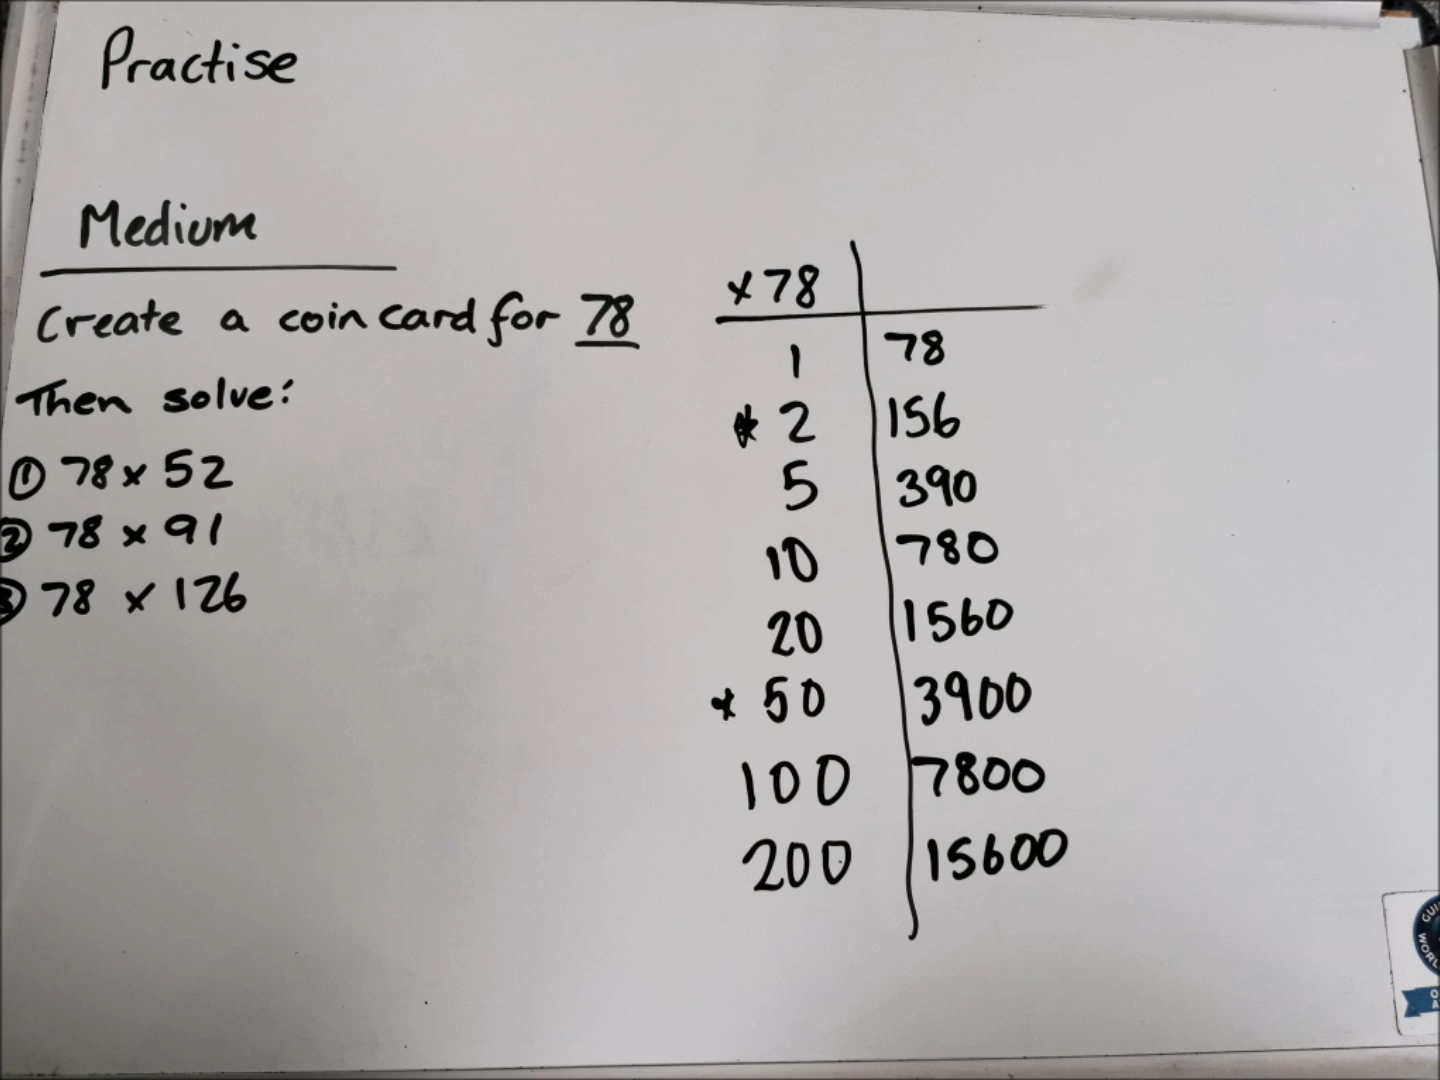 Practise
Medium
Create a coin card for 78
Then solve:
① 78 × 52
② 78 × 91
③ 78 × 126
× 78
1 78
* 2 156
5 390
10 780
20 1560
* 50 3900
100 7800
200 15600